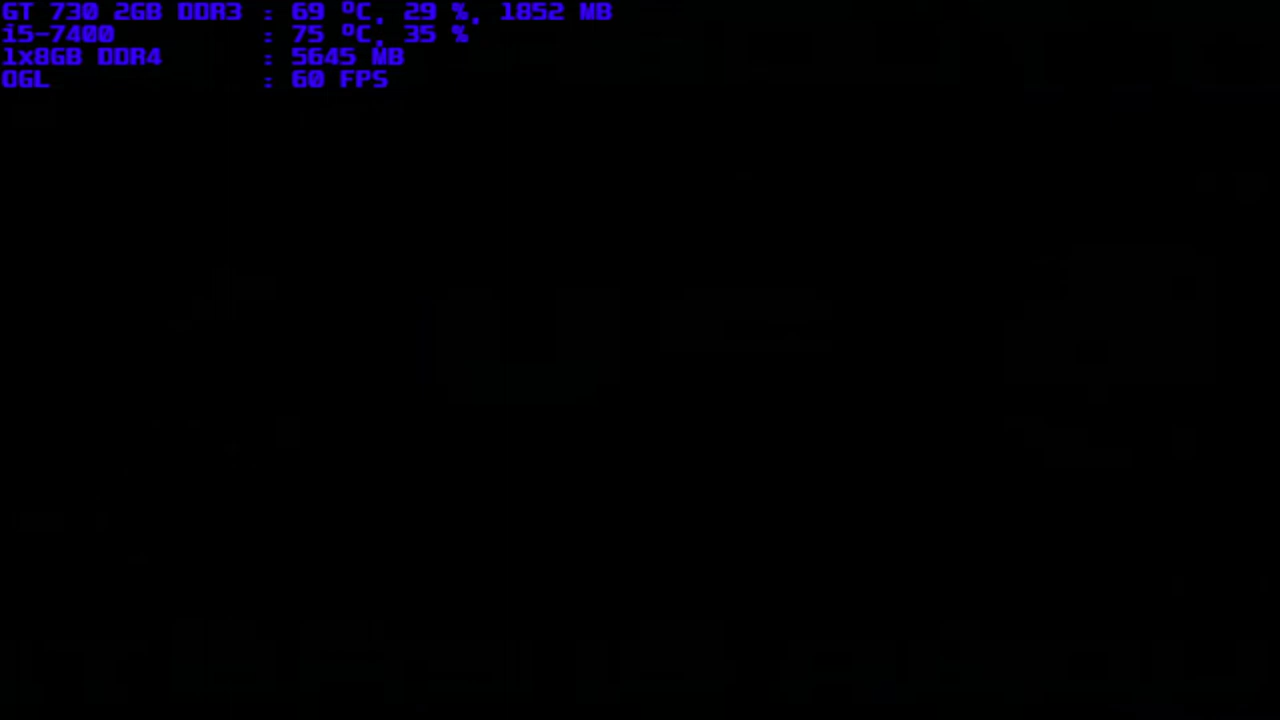 GT 730 2GB DDR3 : 69 ºC, 29 %, 1852 MB
i5-7400 : 75 ºC, 35 %
1x8GB DDR4 : 5645 MB
OGL : 60 FPS